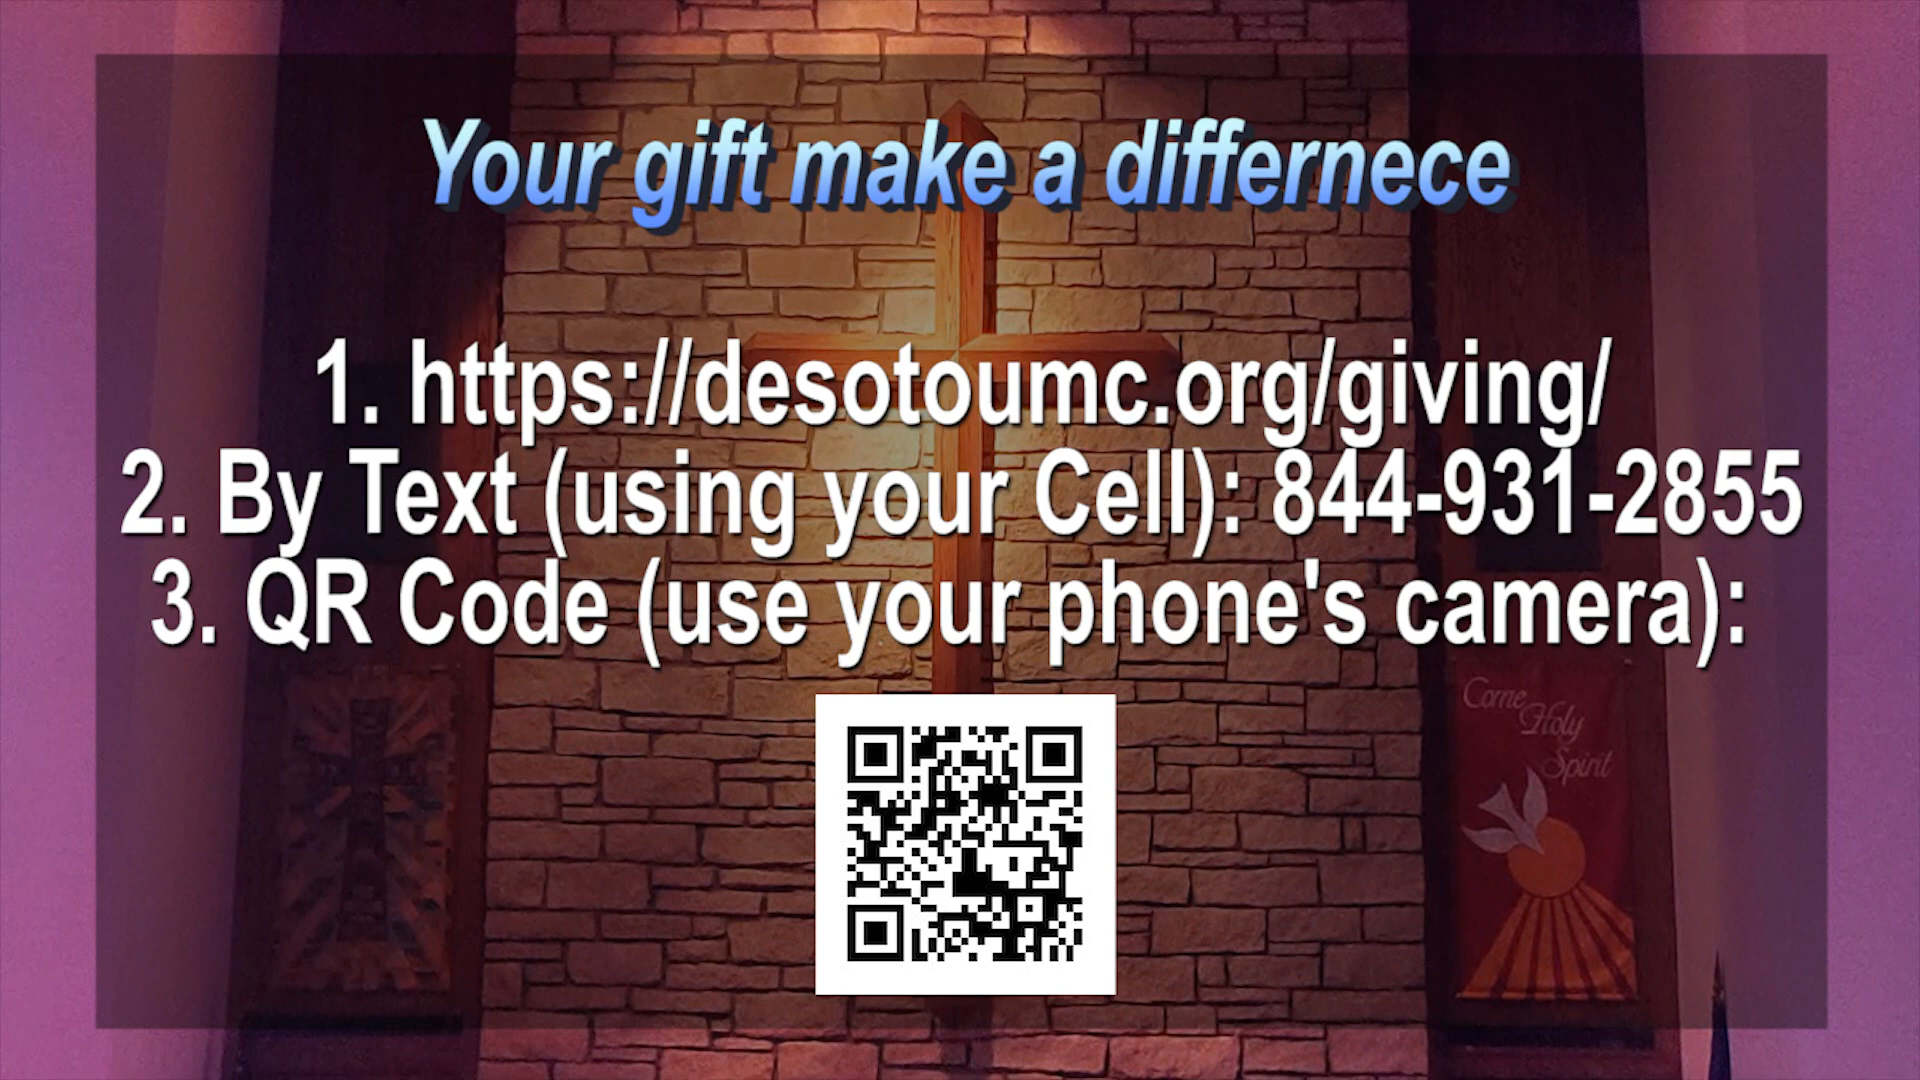 Your gift make a differnece
1. https://desotoumc.org/giving/
2. By Text (using your Cell): 844-931-2855
3. QR Code (use your phone's camera):
Come
Holy
Spirit